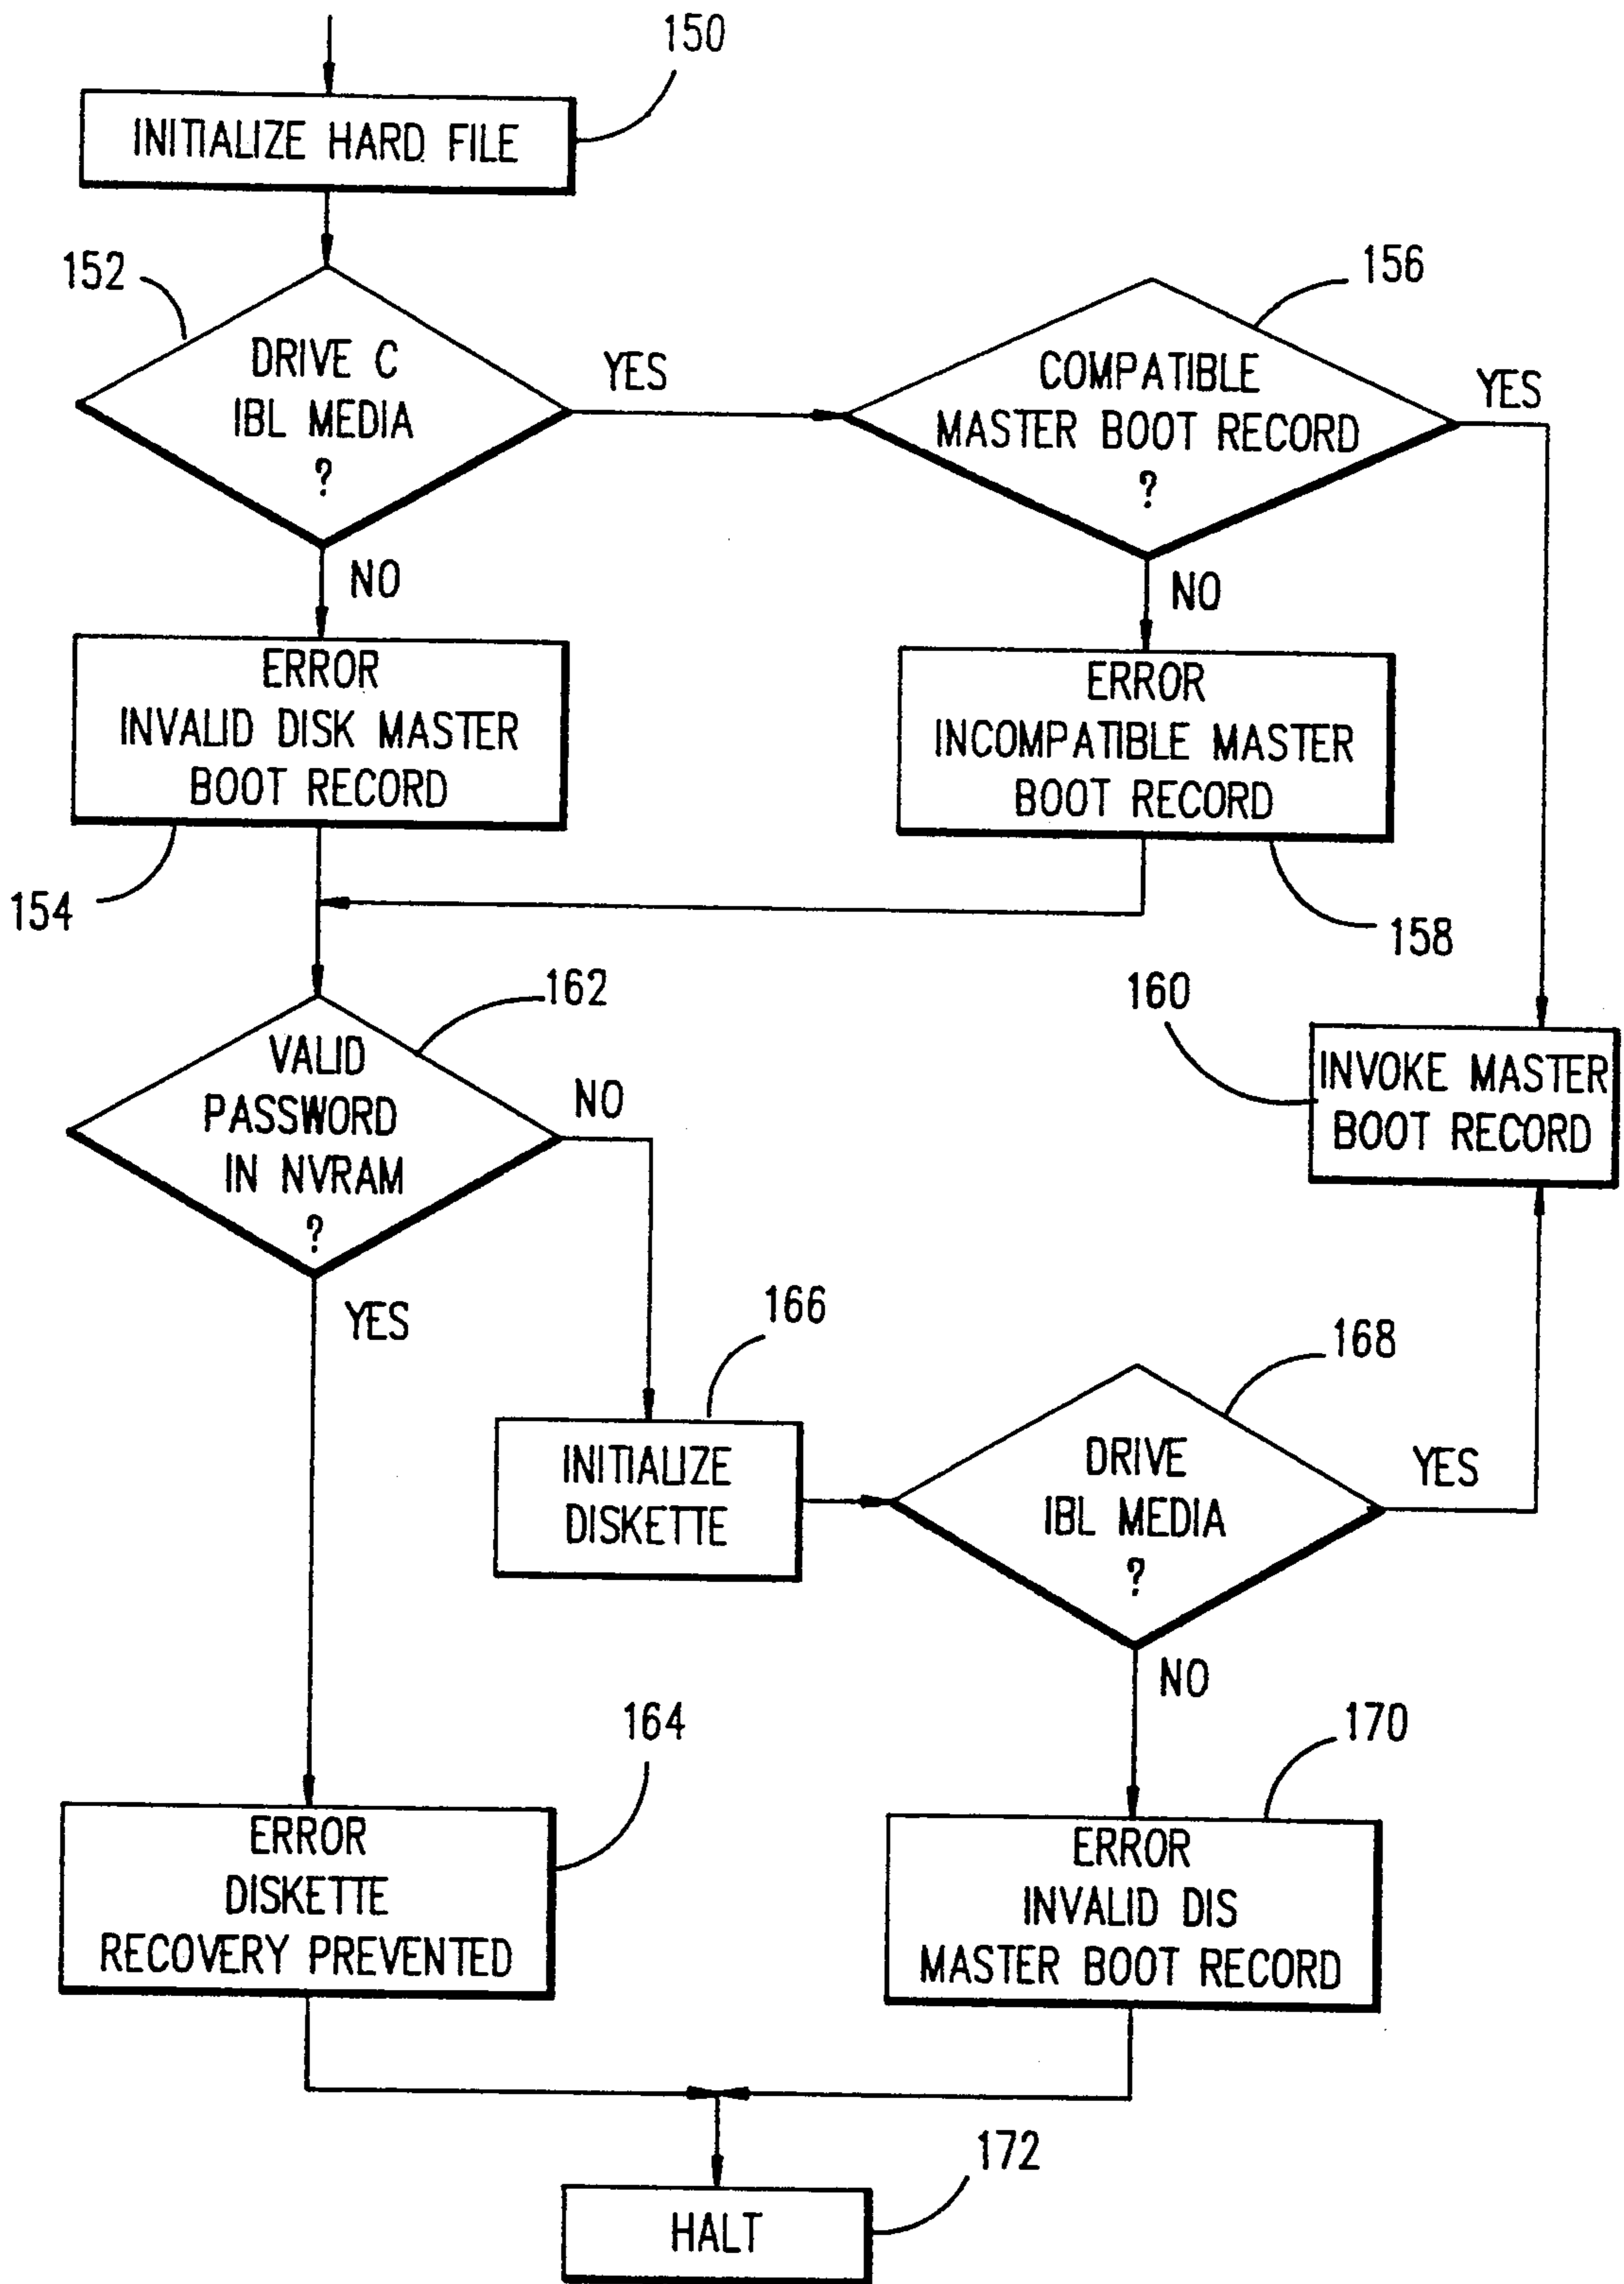 150
INITIALIZE HARD FILE
152
DRIVE C
IBL MEDIA
?
YES
NO
156
COMPATIBLE
MASTER BOOT RECORD
?
YES
NO
ERROR
INVALID DISK MASTER
BOOT RECORD
154
ERROR
INCOMPATIBLE MASTER
BOOT RECORD
158
162
VALID
PASSWORD
IN NVRAM
?
NO
YES
160
INVOKE MASTER
BOOT RECORD
166
INITIALIZE
DISKETTE
168
DRIVE
IBL MEDIA
?
YES
NO
164
ERROR
DISKETTE
RECOVERY PREVENTED
170
ERROR
INVALID DIS
MASTER BOOT RECORD
172
HALT